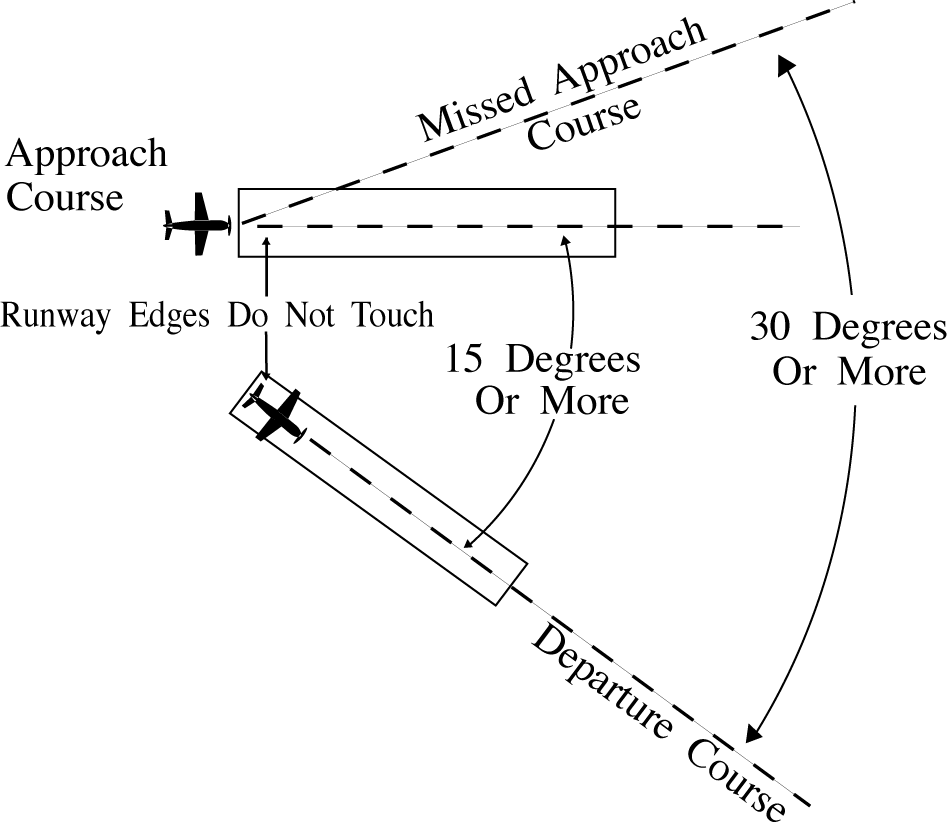 Missed Approach
Course
Approach
Course
Runway Edges Do Not Touch
15 Degrees
Or More
30 Degrees
Or More
Departure Course